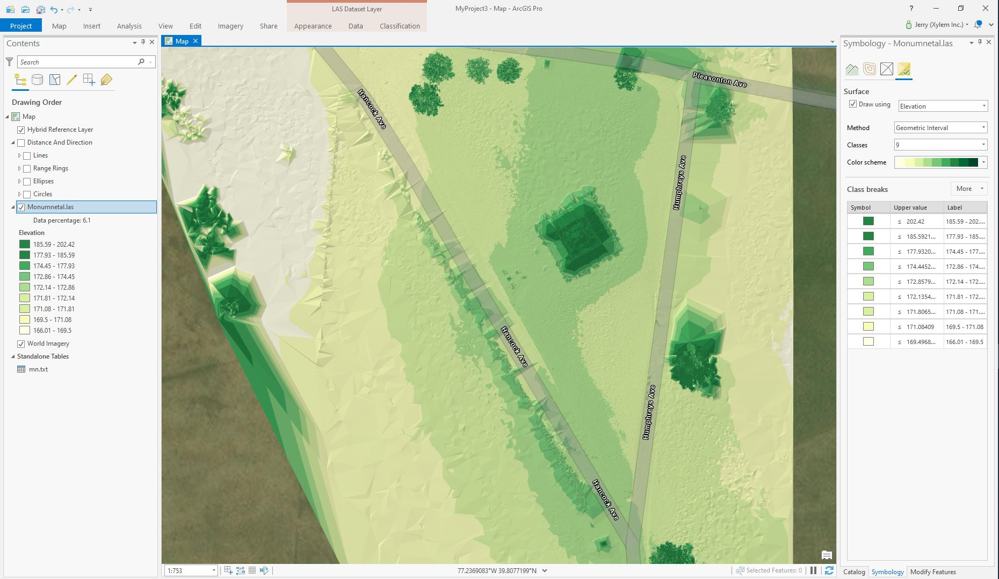 LAS Dataset Layer
MyProject3 - Map - ArcGIS Pro
?
Project Map Insert Analysis View Edit Imagery Share Appearance Data Classification
Jerry (Xylem Inc.)
Contents
Search
Drawing Order
Map
Hybrid Reference Layer
Distance And Direction
Lines
Range Rings
Ellipses
Circles
Monumnetal.las
Data percentage: 6.1
Elevation
185.59 - 202.42
177.93 - 185.59
174.45 - 177.93
172.86 - 174.45
172.14 - 172.86
171.81 - 172.14
171.08 - 171.81
169.5 - 171.08
166.01 - 169.5
World Imagery
Standalone Tables
mn.txt
Map
Pleasonton Ave
Hancock Ave
Humphreys Ave
Hancock Ave
Humphreys Ave
Hancock Ave
1:753
77.2369083°W 39.8077199°N
Selected Features: 0
Symbology - Monumnetal.las
Surface
Draw using Elevation
Method Geometric Interval
Classes 9
Color scheme
Class breaks More
Symbol Upper value Label
≤ 202.42 185.59 - 202....
≤ 185.5921... 177.93 - 185....
≤ 177.9320... 174.45 - 177....
≤ 174.4452... 172.86 - 174....
≤ 172.8579... 172.14 - 172....
≤ 172.1354... 171.81 - 172....
≤ 171.8065... 171.08 - 171....
≤ 171.08409 169.5 - 171.08
≤ 169.4968... 166.01 - 169.5
Catalog Symbology Modify Features